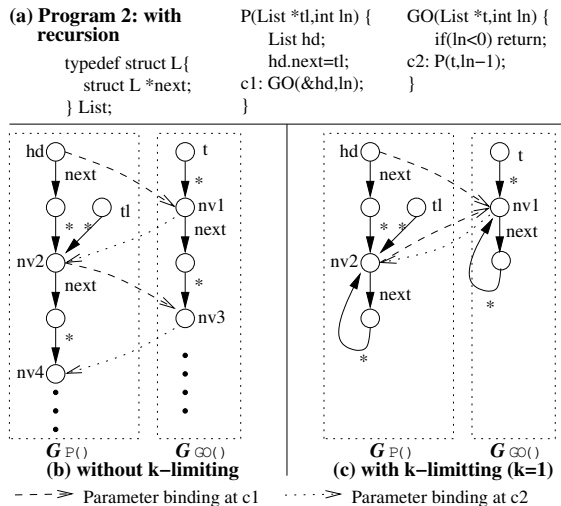 (a) Program 2: with
recursion
typedef struct L{
struct L *next;
} List;
P(List *tl,int ln) {
List hd;
hd.next=tl;
c1: GO(&hd,ln);
}
GO(List *t,int ln) {
if(ln<0) return;
c2: P(t,ln−1);
}
hd
next
*
tl
*
nv2
next
*
nv4
t
*
nv1
next
*
nv3
G P()
G GO()
(b) without k-limiting
hd
next
*
tl
*
nv2
next
*
t
*
nv1
next
*
G P()
G GO()
(c) with k-limitting (k=1)
Parameter binding at c1
Parameter binding at c2